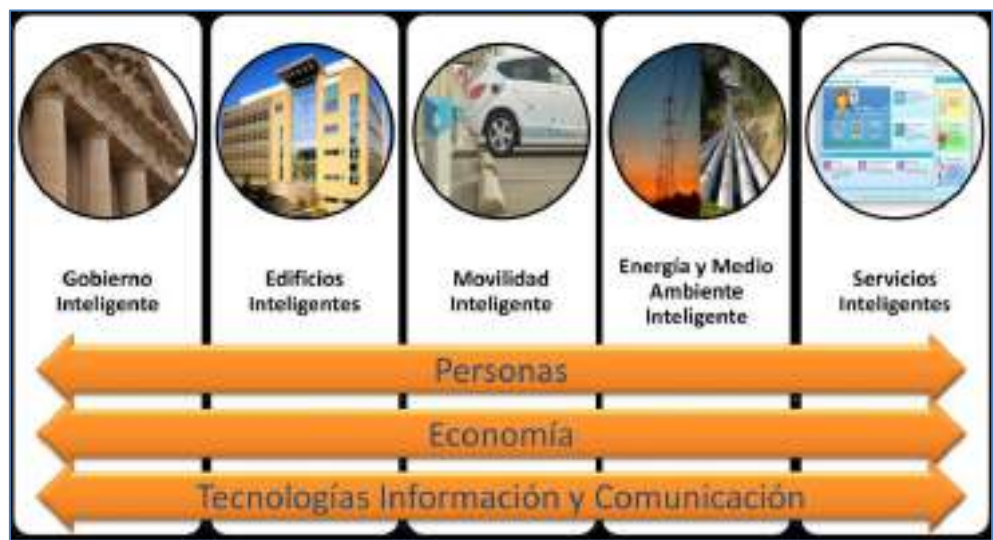 Gobierno
Inteligente
Edificios
Inteligentes
Movilidad
Inteligente
Energía y Medio
Ambiente
Inteligente
Servicios
Inteligentes
Personas
Economía
Tecnologías Información y Comunicación